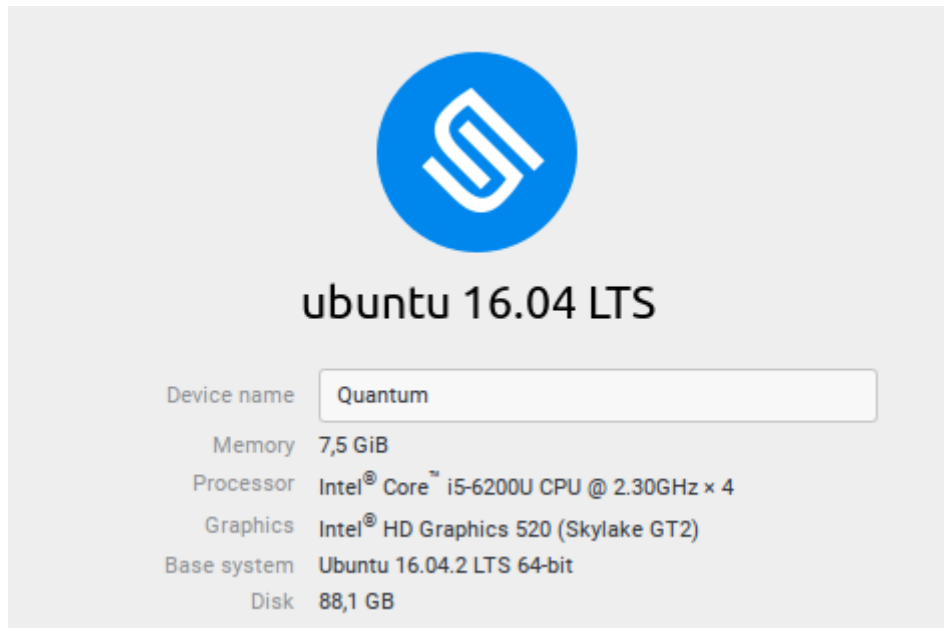 ubuntu 16.04 LTS
Device name Quantum
Memory 7,5 GiB
Processor Intel® Core™ i5-6200U CPU @ 2.30GHz × 4
Graphics Intel® HD Graphics 520 (Skylake GT2)
Base system Ubuntu 16.04.2 LTS 64-bit
Disk 88,1 GB